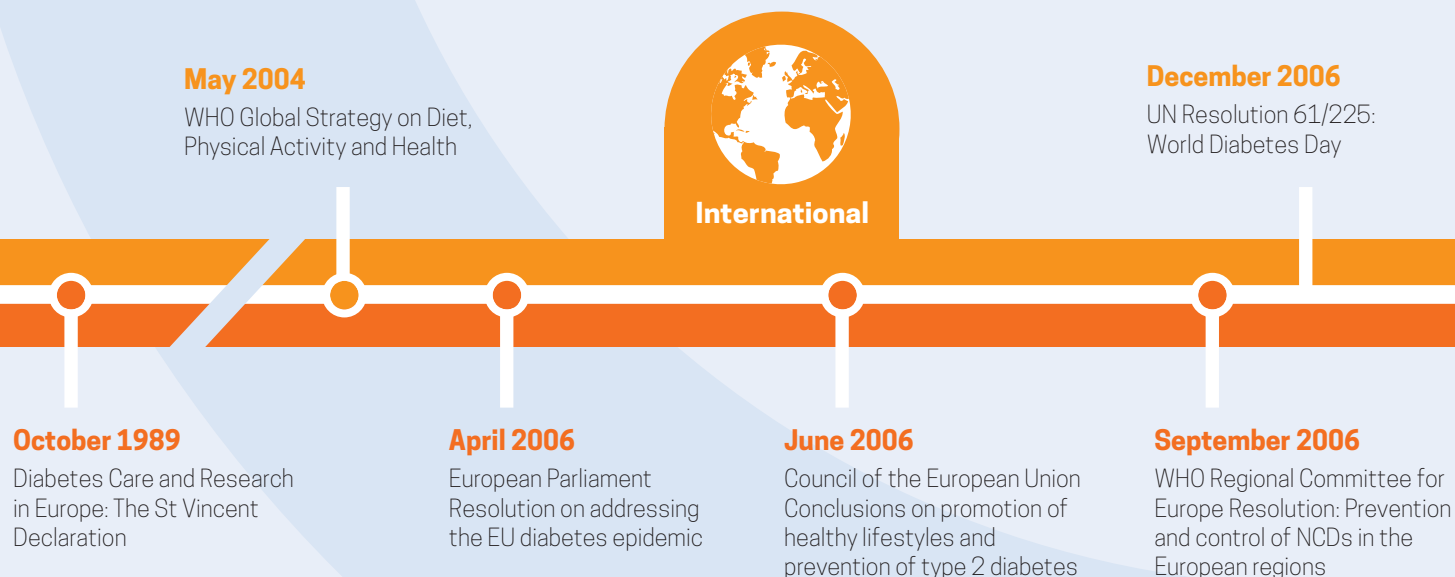 May 2004
WHO Global Strategy on Diet,
Physical Activity and Health
International
December 2006
UN Resolution 61/225:
World Diabetes Day
October 1989
Diabetes Care and Research
in Europe: The St Vincent
Declaration
April 2006
European Parliament
Resolution on addressing
the EU diabetes epidemic
June 2006
Council of the European Union
Conclusions on promotion of
healthy lifestyles and
prevention of type 2 diabetes
September 2006
WHO Regional Committee for
Europe Resolution: Prevention
and control of NCDs in the
European regions